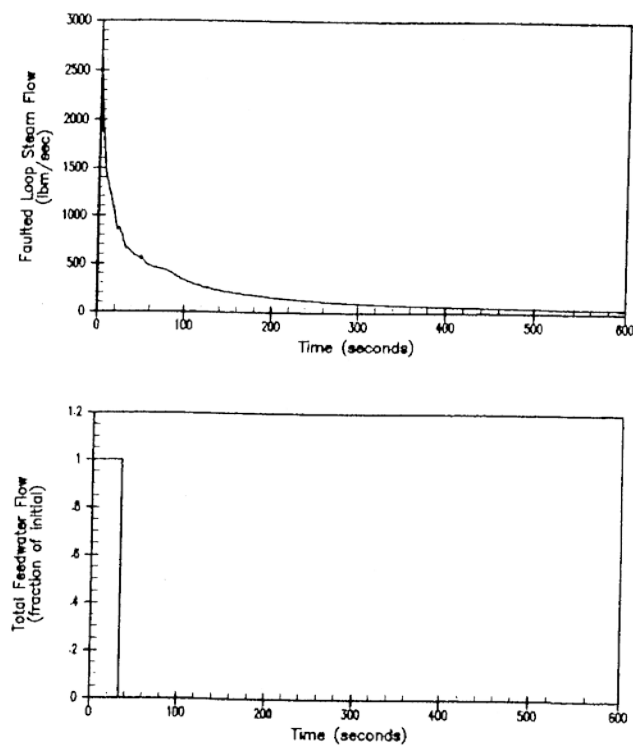 3000
2500
2000
1500
1000
500
0
Faulted Loop Steam Flow
(lbm/sec)
0 100 200 300 400 500 600
Time (seconds)
1.2
1
.8
.6
.4
.2
0
Total Feedwater Flow
(fraction of initial)
0 100 200 300 400 500 600
Time (seconds)